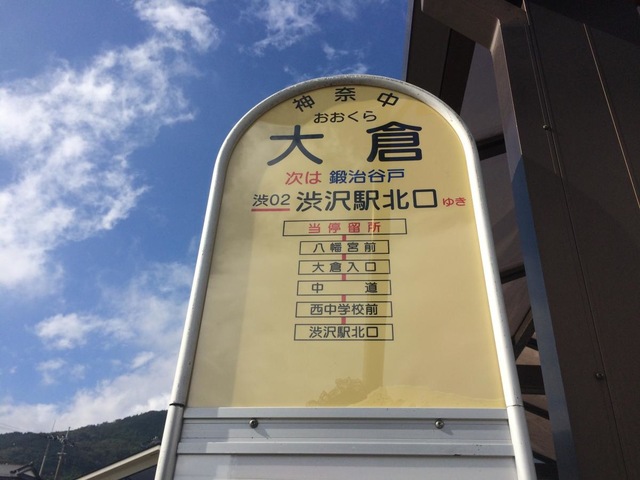 神奈中
おおくら
大倉
次は 鍛治谷戸
渋02 渋沢駅北口ゆき
当停留所
八幡宮前
大倉入口
中道
西中学校前
渋沢駅北口